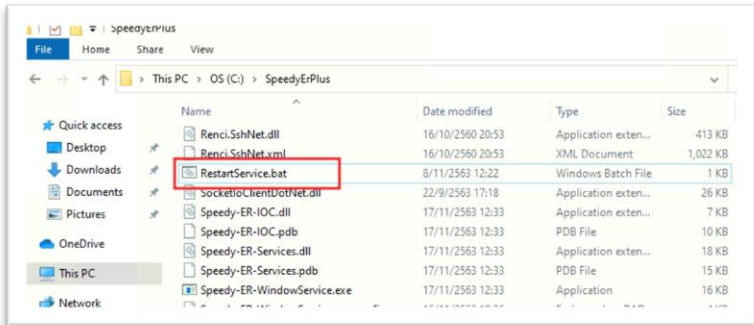 SpeedyErPlus
File Home Share View
This PC > OS (C:) > SpeedyErPlus
Name Date modified Type Size
Quick access
Desktop
Downloads
Documents
Pictures
OneDrive
This PC
Network
Renci.SshNet.dll 16/10/2560 20:53 Application exten... 413 KB
Renci.SshNet.xml 16/10/2560 20:53 XML Document 1,022 KB
RestartService.bat 8/11/2563 12:22 Windows Batch File 1 KB
SocketIoClientDotNet.dll 22/9/2563 17:18 Application exten... 26 KB
Speedy-ER-IOC.dll 17/11/2563 12:33 Application exten... 7 KB
Speedy-ER-IOC.pdb 17/11/2563 12:33 PDB File 10 KB
Speedy-ER-Services.dll 17/11/2563 12:33 Application exten... 18 KB
Speedy-ER-Services.pdb 17/11/2563 12:33 PDB File 15 KB
Speedy-ER-WindowService.exe 17/11/2563 12:33 Application 16 KB